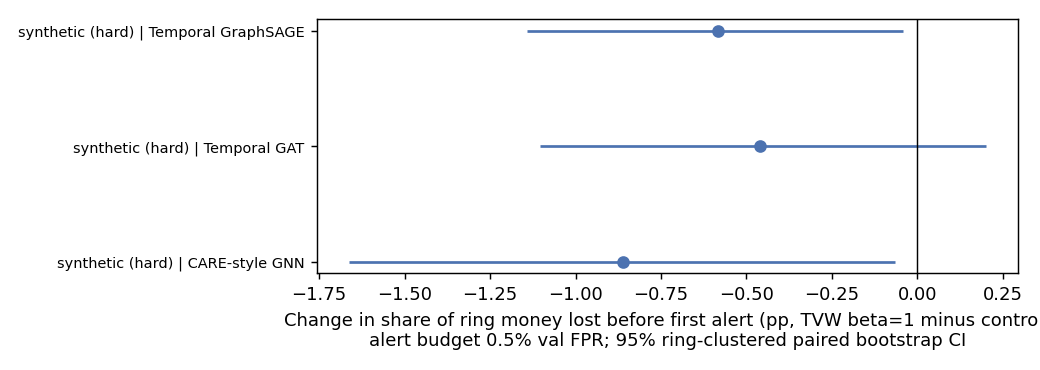 synthetic (hard) | Temporal GraphSAGE
synthetic (hard) | Temporal GAT
synthetic (hard) | CARE-style GNN
−1.75 −1.50 −1.25 −1.00 −0.75 −0.50 −0.25 0.00 0.25
Change in share of ring money lost before first alert (pp, TVW beta=1 minus contro
alert budget 0.5% val FPR; 95% ring-clustered paired bootstrap CI